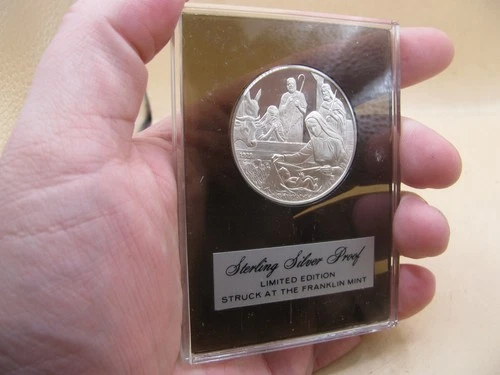 Sterling Silver Proof
LIMITED EDITION
STRUCK AT THE FRANKLIN MINT